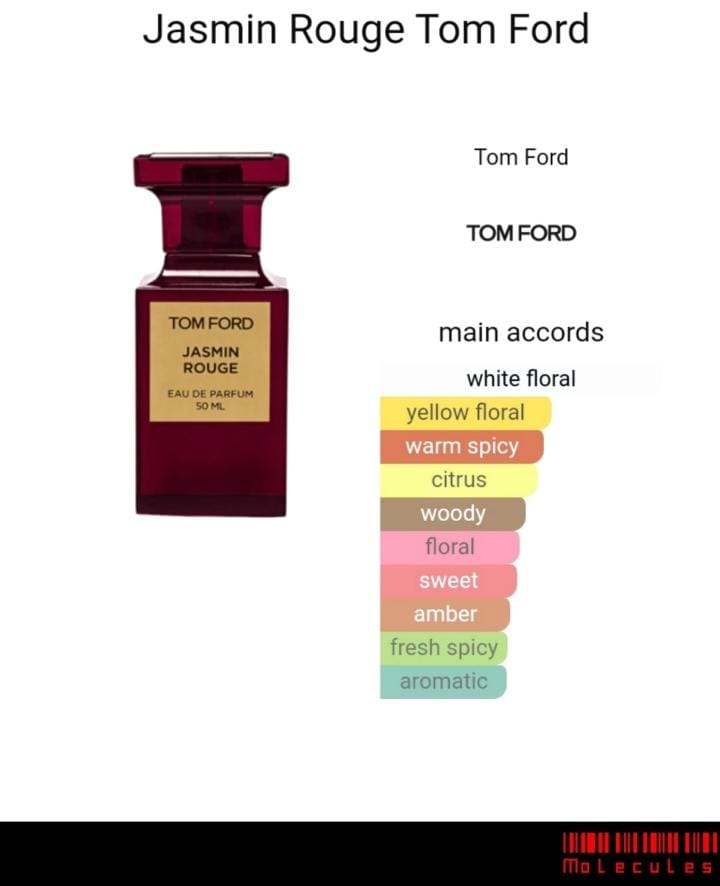 Jasmin Rouge Tom Ford
Tom Ford
TOM FORD
TOM FORD
JASMIN
ROUGE
EAU DE PARFUM
50 ML
main accords
white floral
yellow floral
warm spicy
citrus
woody
floral
sweet
amber
fresh spicy
aromatic
Molecules